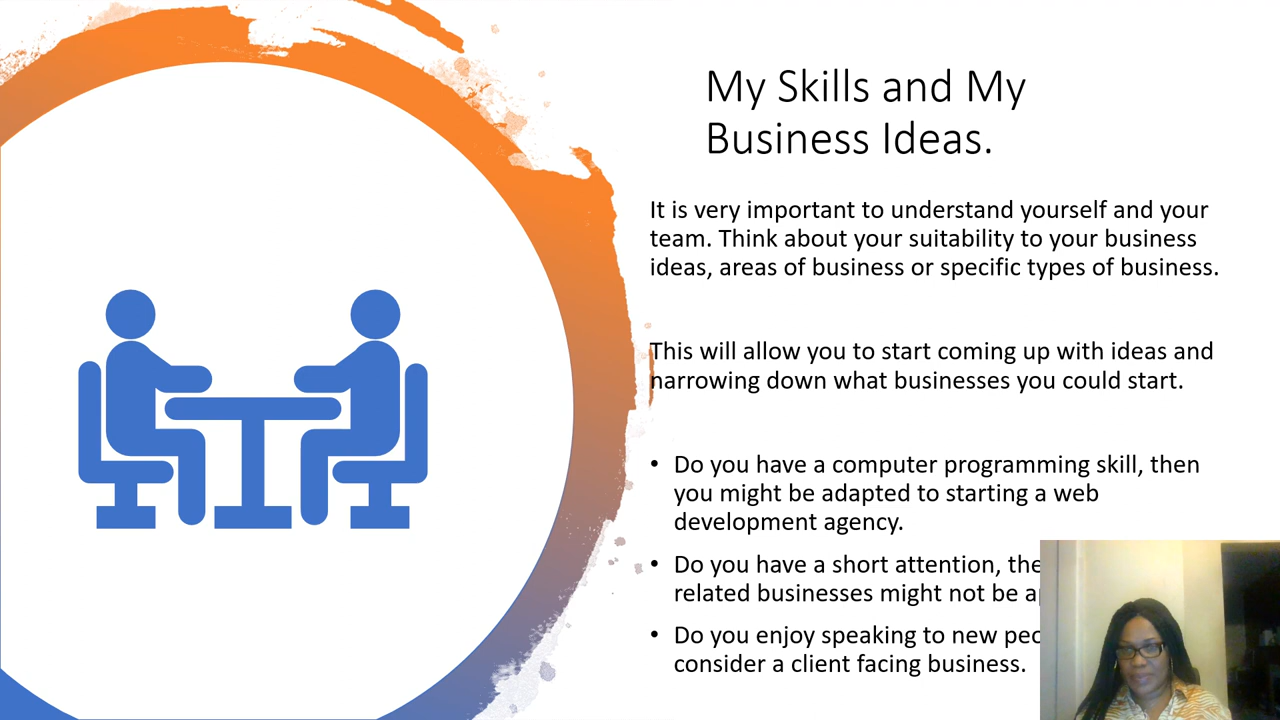 My Skills and My
Business Ideas.
It is very important to understand yourself and your
team. Think about your suitability to your business
ideas, areas of business or specific types of business.
This will allow you to start coming up with ideas and
narrowing down what businesses you could start.
• Do you have a computer programming skill, then
you might be adapted to starting a web
development agency.
• Do you have a short attention,
related businesses might not be
• Do you enjoy speaking to new
consider a client facing business.